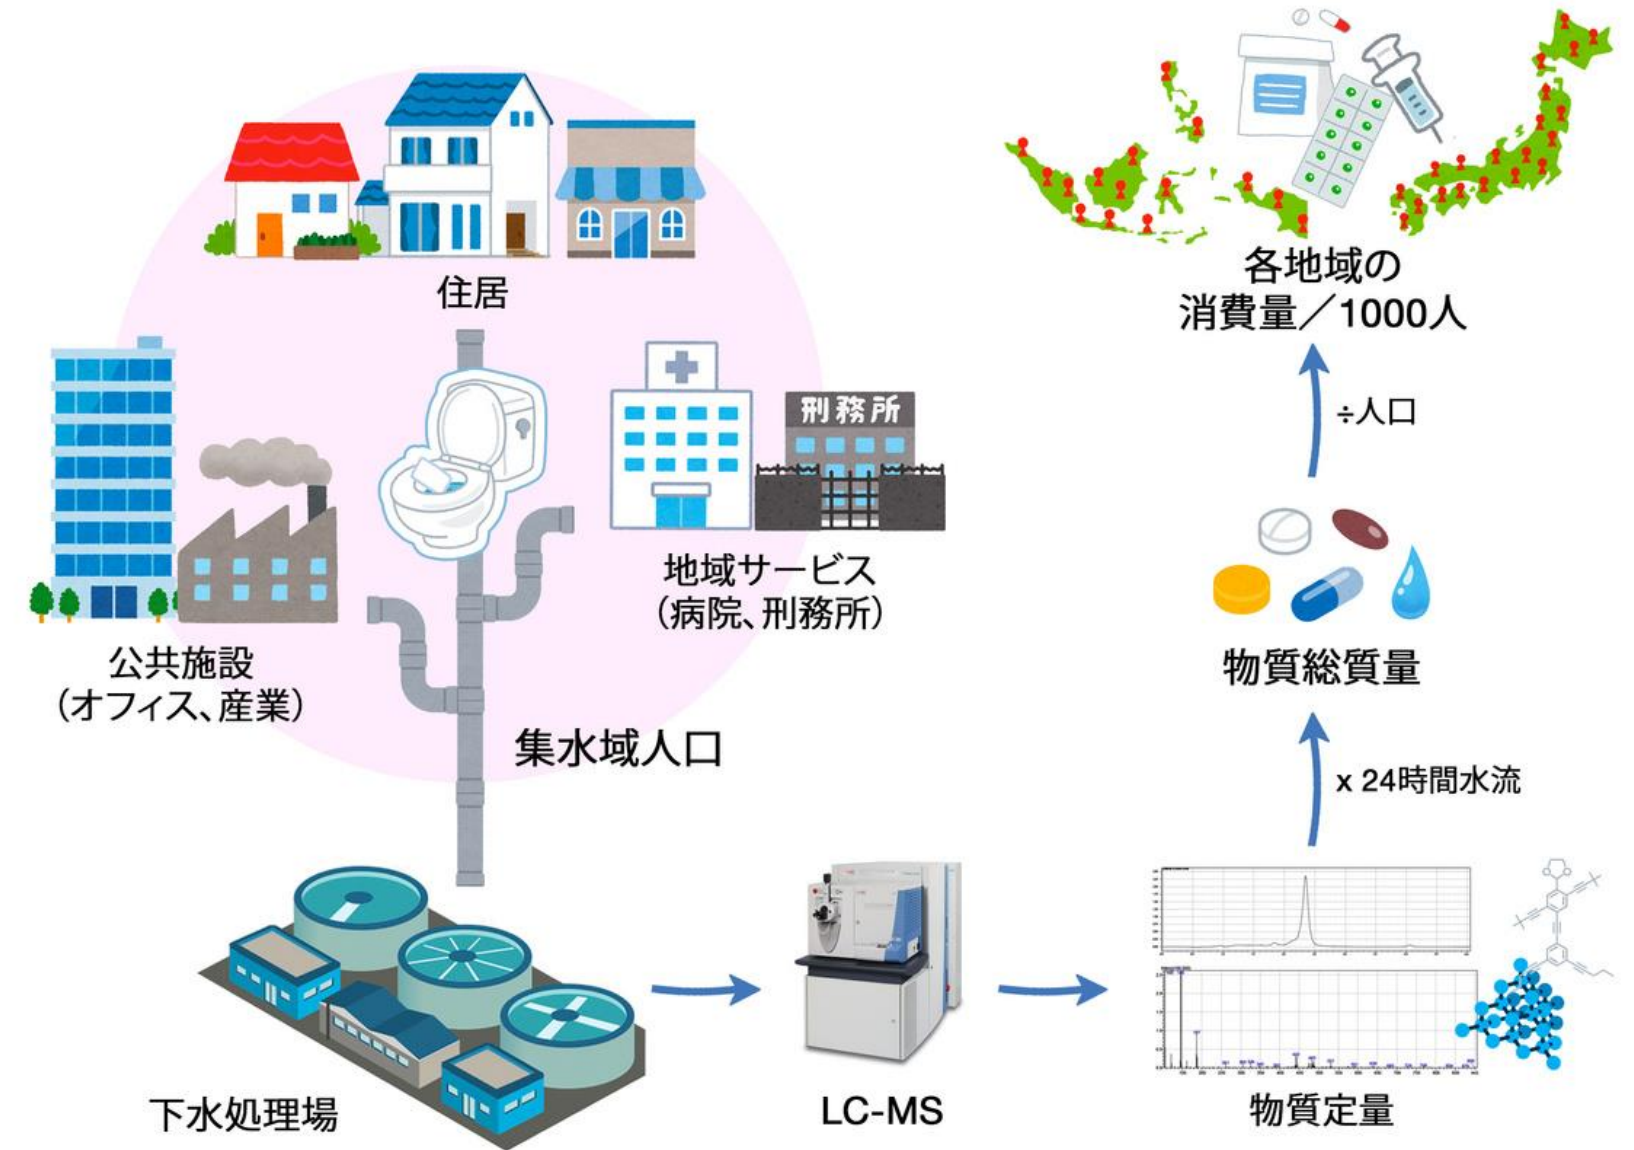 住居
刑務所
地域サービス
（病院、刑務所）
公共施設
（オフィス、産業）
集水域人口
下水処理場
LC-MS
物質定量
x 24時間水流
物質総質量
÷人口
各地域の
消費量／1000人